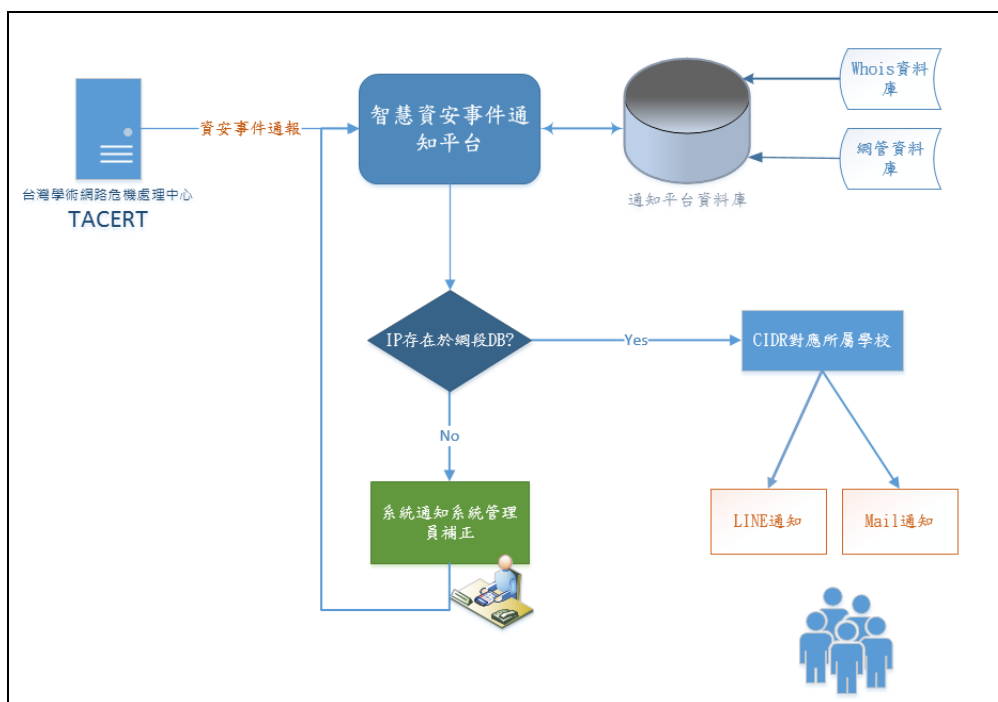 Whois資料
庫
智慧資安事件通
知平台
資安事件通報
網管資料
庫
台灣學術網路危機處理中心
TACERT
通知平台資料庫
IP存在於網段DB?
Yes
CIDR對應所屬學校
No
系統通知系統管理
員補正
LINE通知
Mail通知